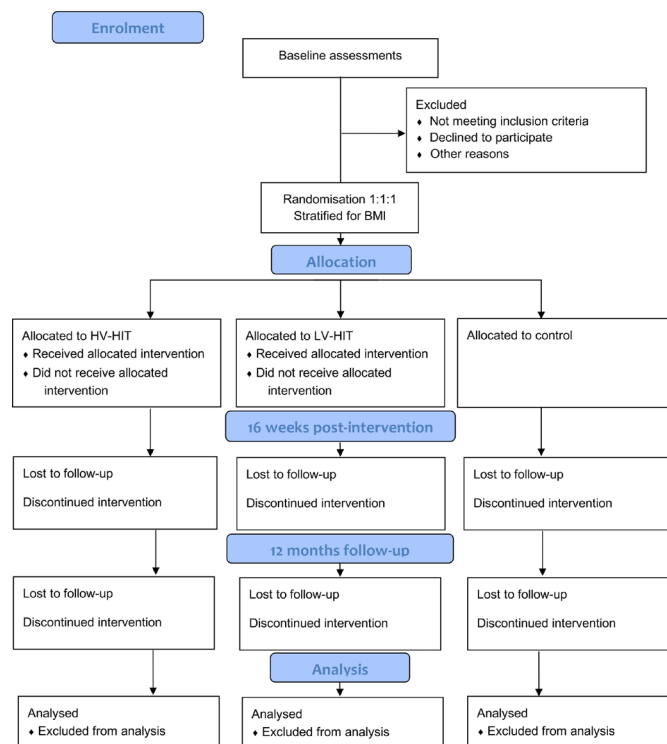 Enrolment
Baseline assessments
Excluded
♦ Not meeting inclusion criteria
♦ Declined to participate
♦ Other reasons
Randomisation 1:1:1
Stratified for BMI
Allocation
Allocated to HV-HIT
♦ Received allocated intervention
♦ Did not receive allocated
intervention
Allocated to LV-HIT
♦ Received allocated intervention
♦ Did not receive allocated
intervention
Allocated to control
16 weeks post-intervention
Lost to follow-up
Discontinued intervention
Lost to follow-up
Discontinued intervention
Lost to follow-up
Discontinued intervention
12 months follow-up
Lost to follow-up
Discontinued intervention
Lost to follow-up
Discontinued intervention
Lost to follow-up
Discontinued intervention
Analysis
Analysed
♦ Excluded from analysis
Analysed
♦ Excluded from analysis
Analysed
♦ Excluded from analysis